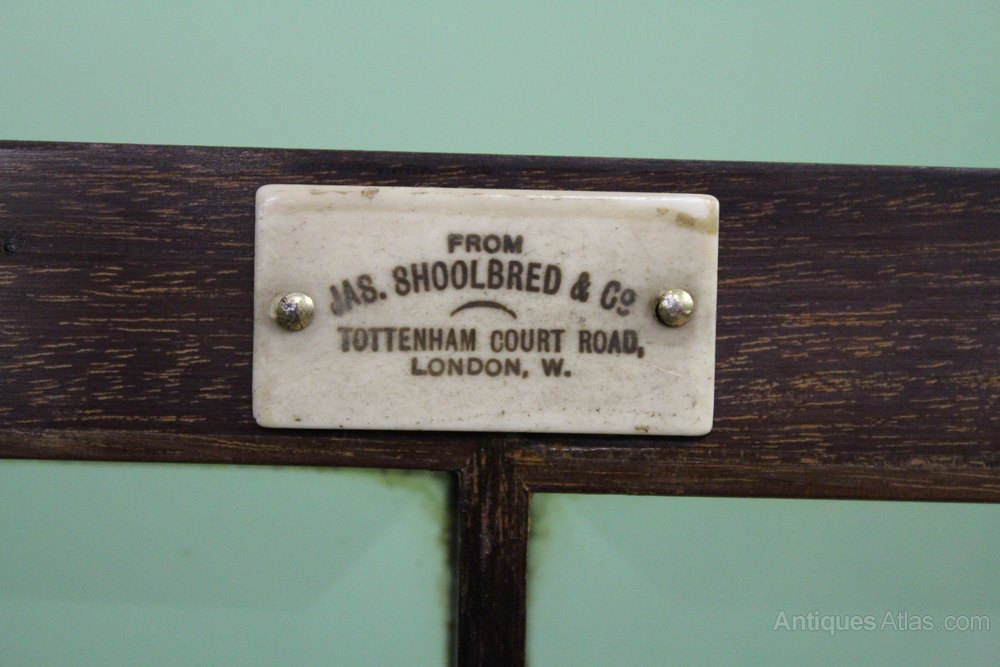 FROM
JAS. SHOOLBRED & Co
TOTTENHAM COURT ROAD,
LONDON, W.
AntiquesAtlas.com